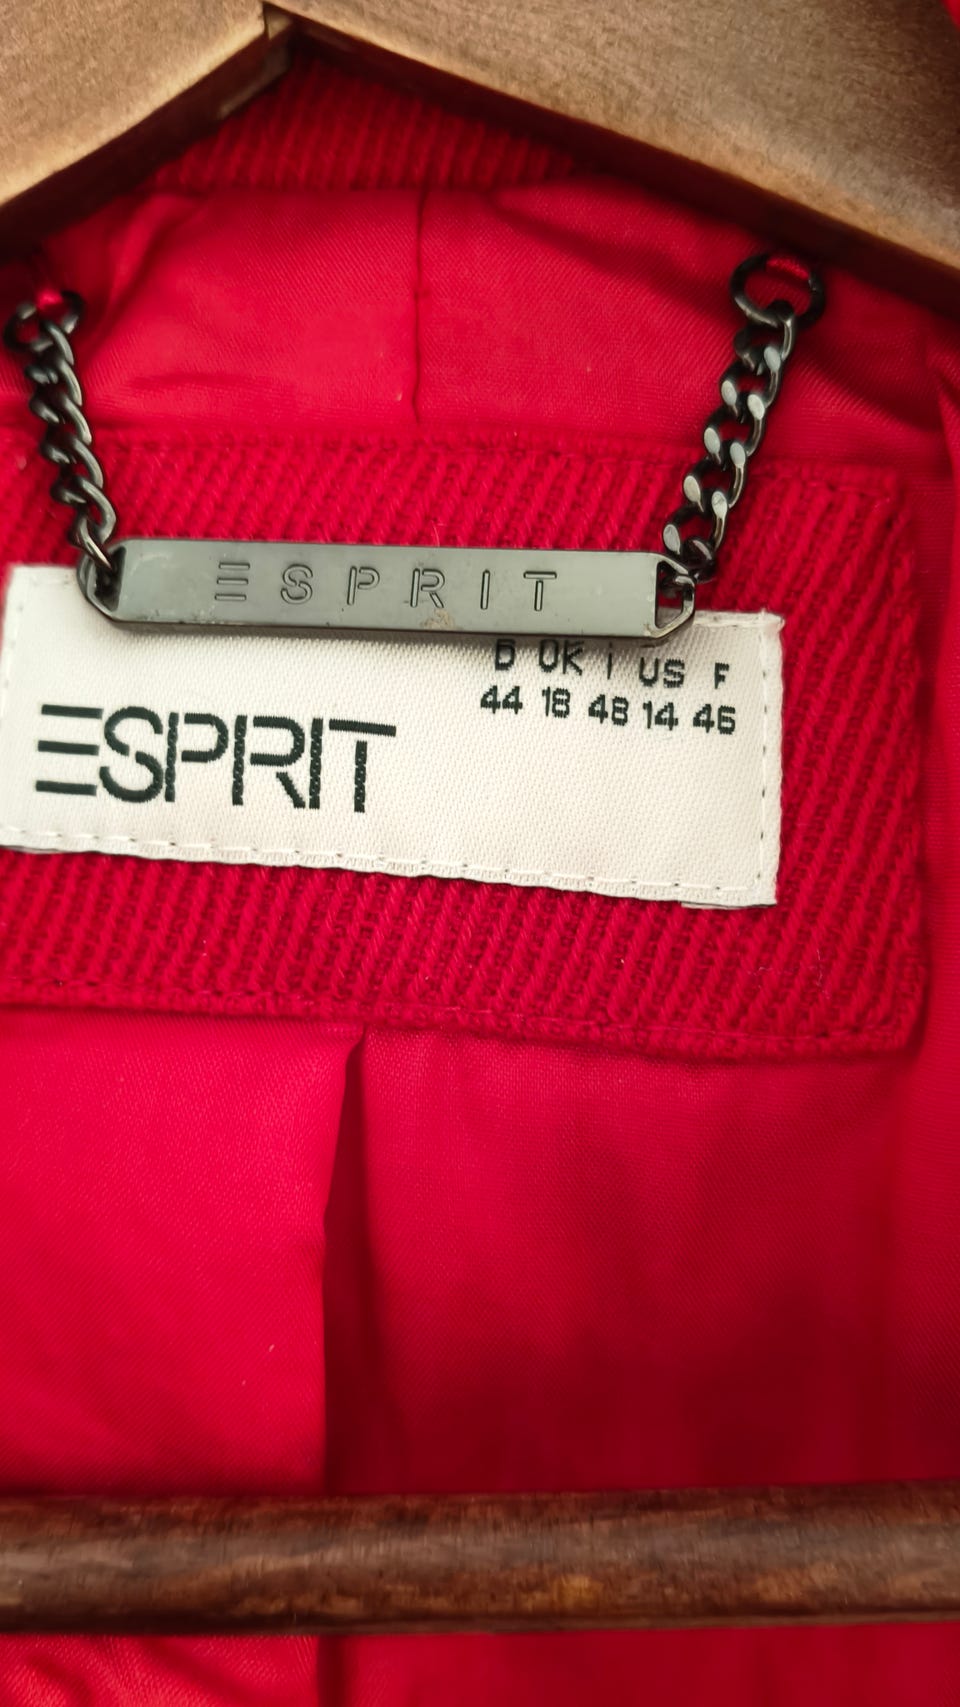 ESPRIT
D UK I US F
44 18 48 14 46
ESPRIT